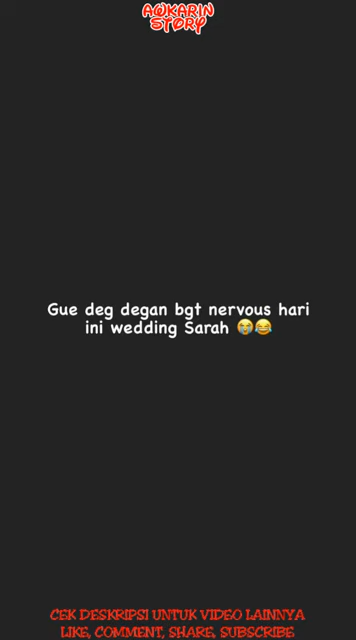 AWKARIN
STORY
Gue deg degan bgt nervous hari
ini wedding Sarah 😭😂
CEK DESKRIPSI UNTUK VIDEO LAINNYA
LIKE, COMMENT, SHARE, SUBSCRIBE